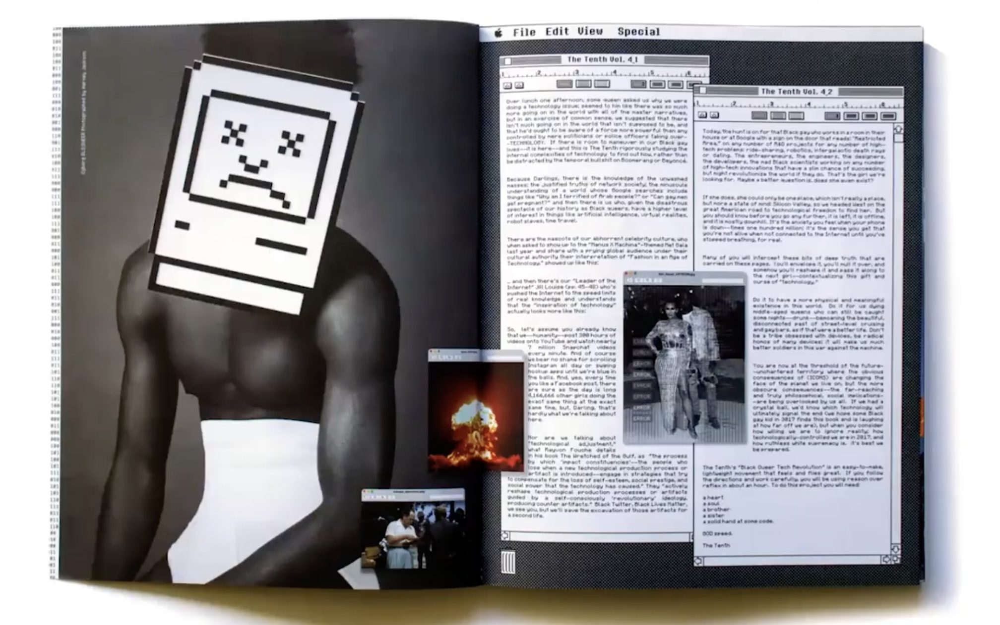 File Edit View Special
The Tenth Vol. 4_1
Over lunch one afternoon, some queen asked us why we were
doing a technology issue; seemed to him like there was so much
more going on in the world with all of the master narratives,
but in an exercise of common sense, we suggested that there
isn't much going on in the world that isn't supposed to be, and
that he'd ought to be aware of a force more powerful than any
controlled by mere politicians or police officers taking over-
-TECHNOLOGY. If there is room to maneuver in our Black gay
lives--it is here--and this is The Tenth rigorously studying the
internal complexities of technology to find out how, rather than
be distracted by the temporal bullshit on Boomerang or Beyoncé.
Because Darlings, there is the knowledge of the unwashed
masses; the justified truths of network society; the minuscule
understanding of a world whose Google searches include
things like "Why am I terrified of Arab people?" or "Can gay men
get pregnant?" and then there is us who, given the disastrous
spectacle of our history as Black queers, have a higher level
of interest in things like artificial intelligence, virtual realities,
robot slaves, time travel.
There are the mascots of our abhorrent celebrity culture, who
when asked to show up to the "Manus X Machina"-themed Met Gala
last year and share with a prying global audience under their
cultural authority their interpretation of "Fashion in an Age of
Technology," showed up like this:
… and then there's our "Leader of the
Internet" Jill Louise (pp. 45-48) who's
pushed the Internet to the speed limits
of real knowledge and understands
that the "inspiration of technology"
actually looks more like this:
So, let's assume you already know
that we--humanity--post 300 hours of
videos onto YouTube and watch nearly
7 million Snapchat videos
every minute. And of course
we bear no shame for scrolling
Instagram all day or swiping
hookup apps until we're blue in
the balls. And, yes, every time
you like a Facebook post, there
are sure as the day is long
4,166,666 other girls doing the
exact same thing at the exact
same time, but, Darling, that's
hardly what we're talking about
here.
Nor are we talking about
"technological adjustment,"
what Rayvon Fouche details
in his book The Wretched of the Gulf, as "the process
by which 'impact constituencies'--the people who
lose when a new technological production process or
artifact is introduced--engage in strategies that try
to compensate for the loss of self-esteem, social prestige, and
social power that the technology has caused." They "actively
reshape technological production processes or artifacts
guided by a self-consciously 'revolutionary' ideology,
producing counter artifacts." Black Twitter, Black Lives Matter,
we see you, but we'll save the excavation of those artifacts for
a second life.
The Tenth Vol. 4_2
Today, the hunt is on for that Black gay who works in a room in their
house or at Google with a sign on the door that reads: "Restricted
Area," on any number of R&D projects for any number of high-
tech problems: ride-sharing, robotics, intergalactic death rays
or dating. The entrepreneurs, the engineers, the designers,
the developers, the mad Black scientists working on any number
of high-tech innovations that have a slim chance of succeeding,
but might revolutionize the world if they do. That's the girl we're
looking for. Maybe a better question is, does she even exist?
If she does, she could only be one place, which isn't really a place,
but more a state of mind: Silicon Valley, so we headed West on the
great American road to technological freedom to find her. But
you should know before you go any further, it is left, it is offline,
and it is mostly downhill. It's the anxiety you feel when your phone
is down--times one hundred million; it's the sense you get that
you're not alive when not connected to the Internet until you've
stopped breathing, for real.
Many of you will intercept these bits of deep truth that are
carried on these pages. You'll envelope it, you'll mull it over, and
somehow you'll reshape it and pass it along to
the next girl--contextualizing this gift and
curse of "technology."
Do it to have a more physical and meaningful
existence in this world. Do it for us dying
middle-aged queens who can still be caught
some nights--drunk--bemoaning the beautiful,
disconnected past of street-level cruising
and gay bars, as if that were a better life. Don't
be a tribe obsessed with devices, be radical
homos of many devices; it will make us much
better soldiers in this war against the machine.
You are now at the threshold of the future-
-unchartered territory where the obvious
consequences of (ICOMS) are changing the
face of the planet we live on, but the more
obscure consequences--the far-reaching
and truly philosophical, social implications-
-are being overlooked by us all. If we had a
crystal ball, we'd know which technology will
ultimately signal the end (we hope some Black
gay kid in 3017 finds this book and is laughing
at how far off we are), but when you consider
how willing we are to ignore reality; how
technologically-controlled we are in 2017, and
how ruthless white supremacy is, it's best we
be prepared.
The Tenth's "Black Queer Tech Revolution" is an easy-to-make,
lightweight movement that feels and flies great. If you follow
the directions and work carefully, you will be using reason over
reflex in about an hour. To do this project you will need:
a heart
a soul
a brother
a sister
a solid hand at some code.
GOD speed.
The Tenth
ERROR
ERROR
ERROR
ERROR
ERROR
ERROR